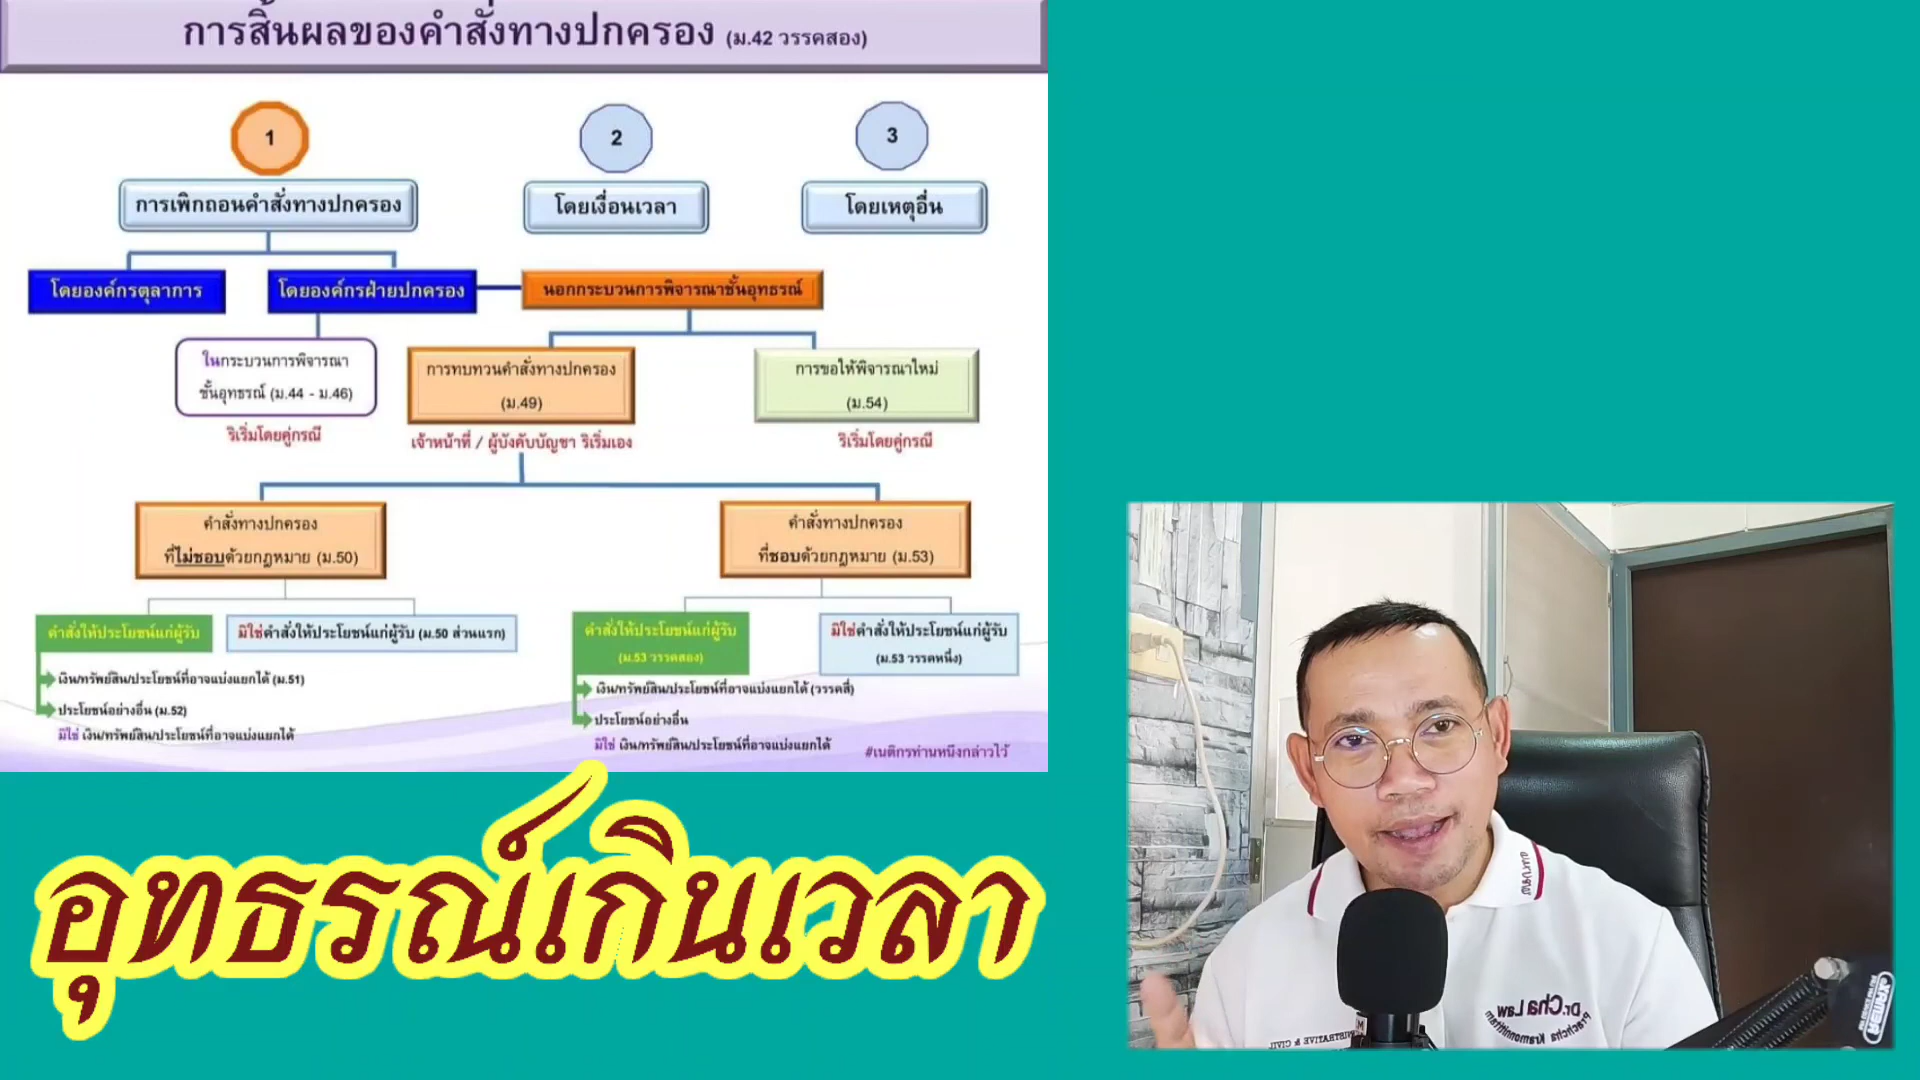 การสิ้นผลของคำสั่งทางปกครอง (ม.42 วรรคสอง)
1
2
3
การเพิกถอนคำสั่งทางปกครอง
โดยเงื่อนเวลา
โดยเหตุอื่น
โดยองค์กรตุลาการ
โดยองค์กรฝ่ายปกครอง
นอกกระบวนการพิจารณาชั้นอุทธรณ์
ในกระบวนการพิจารณา
ชั้นอุทธรณ์ (ม.44 - ม.46)
ริเริ่มโดยคู่กรณี
การทบทวนคำสั่งทางปกครอง
(ม.49)
เจ้าหน้าที่ / ผู้บังคับบัญชา ริเริ่มเอง
การขอให้พิจารณาใหม่
(ม.54)
ริเริ่มโดยคู่กรณี
คำสั่งทางปกครอง
ที่ไม่ชอบด้วยกฎหมาย (ม.50)
คำสั่งทางปกครอง
ที่ชอบด้วยกฎหมาย (ม.53)
คำสั่งให้ประโยชน์แก่ผู้รับ
มิใช่คำสั่งให้ประโยชน์แก่ผู้รับ (ม.50 ส่วนแรก)
เงิน/ทรัพย์สิน/ประโยชน์ที่อาจแบ่งแยกได้ (ม.51)
ประโยชน์อย่างอื่น (ม.52)
มิใช่ เงิน/ทรัพย์สิน/ประโยชน์ที่อาจแบ่งแยกได้
คำสั่งให้ประโยชน์แก่ผู้รับ
(ม.53 วรรคสอง)
มิใช่คำสั่งให้ประโยชน์แก่ผู้รับ
(ม.53 วรรคหนึ่ง)
เงิน/ทรัพย์สิน/ประโยชน์ที่อาจแบ่งแยกได้ (วรรคสี่)
ประโยชน์อย่างอื่น
มิใช่ เงิน/ทรัพย์สิน/ประโยชน์ที่อาจแบ่งแยกได้
#เนติกรท่านหนึ่งกล่าวไว้
อุทธรณ์เกินเวลา
Dr.Cha Law